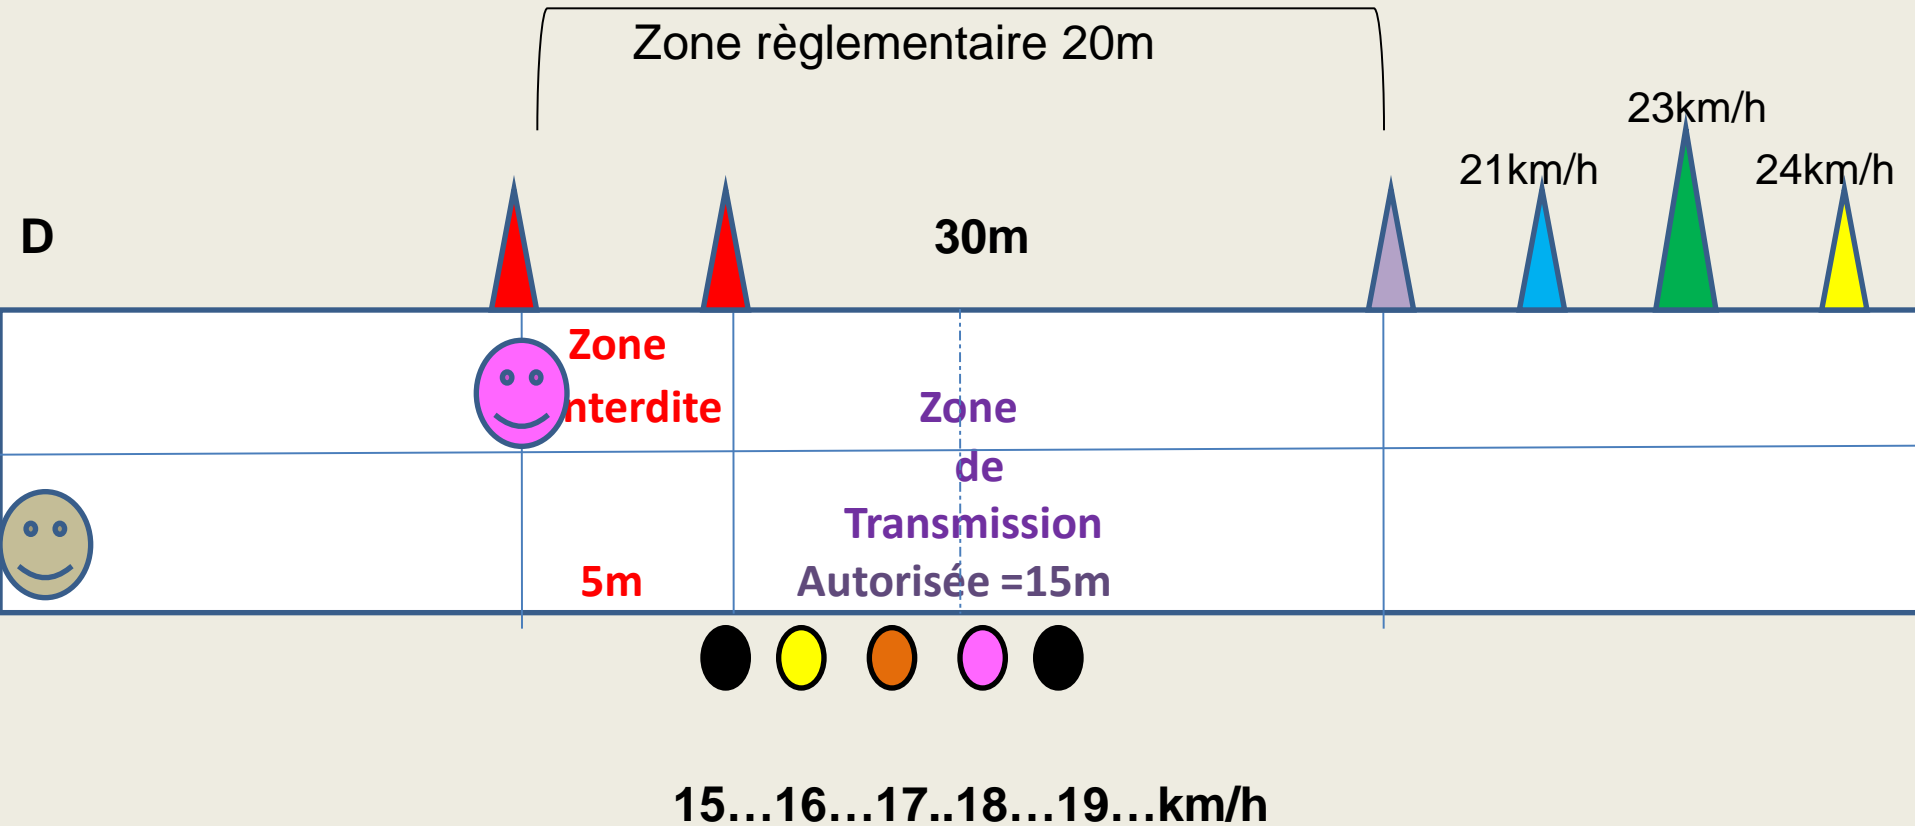 Zone règlementaire 20m
23km/h
21km/h
24km/h
D
30m
Zone
nterdite
Zone
de
Transmission
5m
Autorisée =15m
15…16…17..18…19…km/h